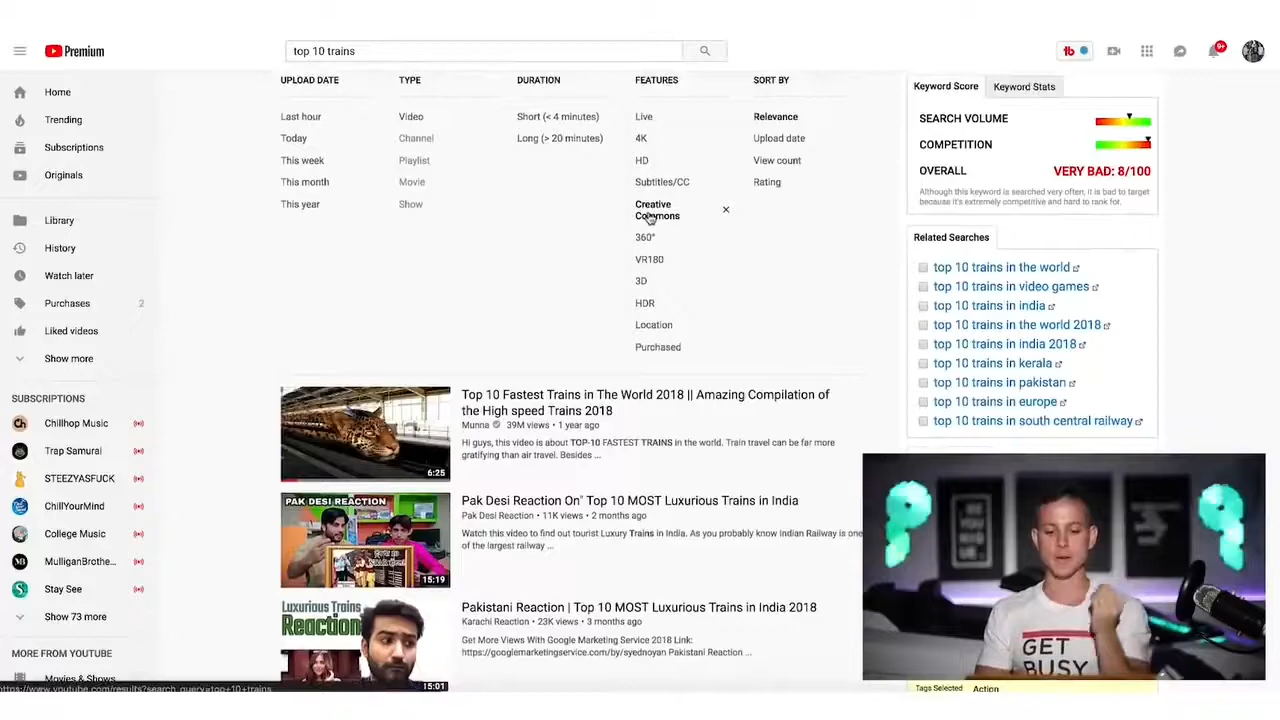 Premium
top 10 trains
tb
9+
Home
Trending
Subscriptions
Originals
Library
History
Watch later
Purchases 2
Liked videos
Show more
SUBSCRIPTIONS
Chillhop Music
Trap Samurai
STEEZYASFUCK
ChillYourMind
College Music
MulliganBrothe...
Stay See
Show 73 more
MORE FROM YOUTUBE
Movies & Shows
https://www.youtube.com/results?search_query=top+10+trains
UPLOAD DATE
Last hour
Today
This week
This month
This year
TYPE
Video
Channel
Playlist
Movie
Show
DURATION
Short (< 4 minutes)
Long (> 20 minutes)
FEATURES
Live
4K
HD
Subtitles/CC
Creative
Commons
360°
VR180
3D
HDR
Location
Purchased
SORT BY
Relevance
Upload date
View count
Rating
6:25
Top 10 Fastest Trains in The World 2018 || Amazing Compilation of
the High speed Trains 2018
Munna 39M views • 1 year ago
Hi guys, this video is about TOP-10 FASTEST TRAINS in the world. Train travel can be far more
gratifying than air travel. Besides ...
PAK DESI REACTION
15:19
Pak Desi Reaction On" Top 10 MOST Luxurious Trains in India
Pak Desi Reaction • 11K views • 2 months ago
Watch this video to find out tourist Luxury Trains in India. As you probably know Indian Railway is one
of the largest railway ...
Luxurious Trains
Reaction
15:01
Pakistani Reaction | Top 10 MOST Luxurious Trains in India 2018
Karachi Reaction • 23K views • 3 months ago
Get More Views With Google Marketing Service 2018 Link:
https://googlemarketingservice.com/by/syednoyan Pakistani Reaction ...
Keyword Score
Keyword Stats
SEARCH VOLUME
COMPETITION
OVERALL VERY BAD: 8/100
Although this keyword is searched very often, it is bad to target
because it's extremely competitive and hard to rank for.
Related Searches
top 10 trains in the world
top 10 trains in video games
top 10 trains in india
top 10 trains in the world 2018
top 10 trains in india 2018
top 10 trains in kerala
top 10 trains in pakistan
top 10 trains in europe
top 10 trains in south central railway
GET
BUSY
Tags Selected Action